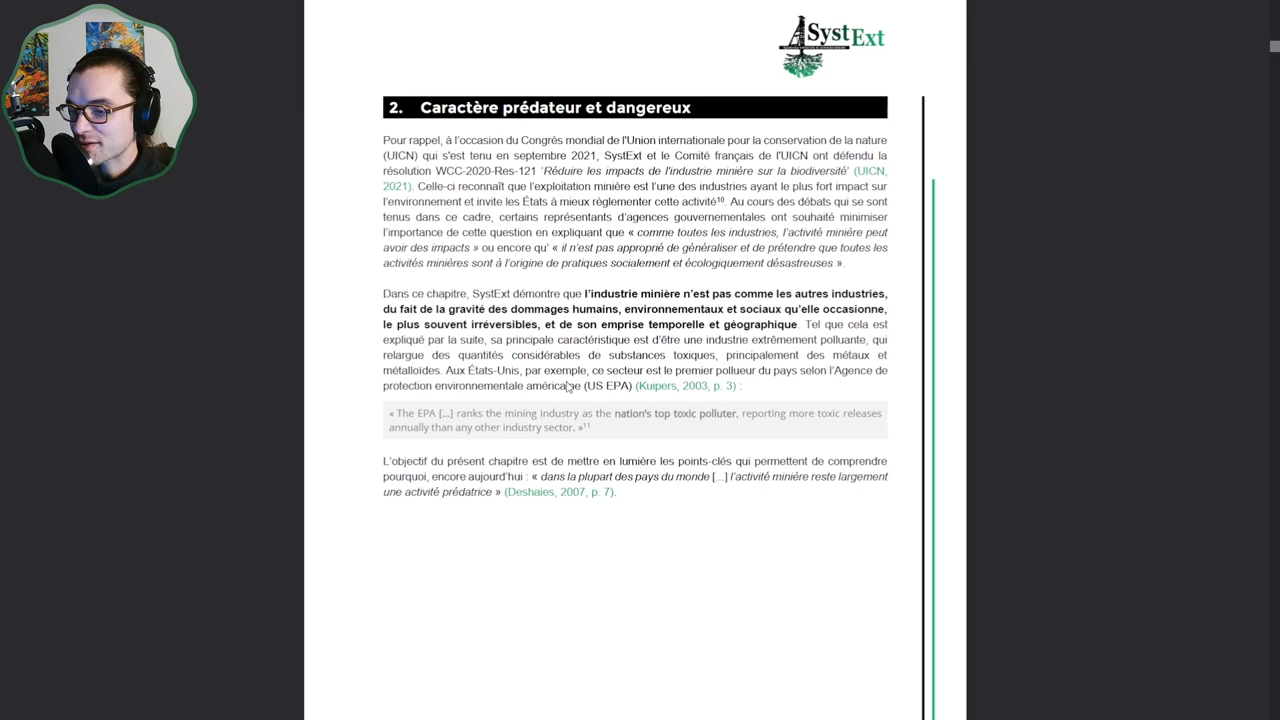 SystExt
2. Caractère prédateur et dangereux
Pour rappel, à l'occasion du Congrès mondial de l'Union internationale pour la conservation de la nature
(UICN) qui s'est tenu en septembre 2021, SystExt et le Comité français de l'UICN ont défendu la
résolution WCC-2020-Res-121 'Réduire les impacts de l'industrie minière sur la biodiversité' (UICN,
2021). Celle-ci reconnaît que l'exploitation minière est l'une des industries ayant le plus fort impact sur
l'environnement et invite les États à mieux règlementer cette activité¹⁰. Au cours des débats qui se sont
tenus dans ce cadre, certains représentants d'agences gouvernementales ont souhaité minimiser
l'importance de cette question en expliquant que « comme toutes les industries, l'activité minière peut
avoir des impacts » ou encore qu' « il n'est pas approprié de généraliser et de prétendre que toutes les
activités minières sont à l'origine de pratiques socialement et écologiquement désastreuses ».
Dans ce chapitre, SystExt démontre que l'industrie minière n'est pas comme les autres industries,
du fait de la gravité des dommages humains, environnementaux et sociaux qu'elle occasionne,
le plus souvent irréversibles, et de son emprise temporelle et géographique. Tel que cela est
expliqué par la suite, sa principale caractéristique est d'être une industrie extrêmement polluante, qui
relargue des quantités considérables de substances toxiques, principalement des métaux et
métalloïdes. Aux États-Unis, par exemple, ce secteur est le premier pollueur du pays selon l'Agence de
protection environnementale américaine (US EPA) (Kuipers, 2003, p. 3) :
« The EPA [...] ranks the mining industry as the nation's top toxic polluter, reporting more toxic releases
annually than any other industry sector. »¹¹
L'objectif du présent chapitre est de mettre en lumière les points-clés qui permettent de comprendre
pourquoi, encore aujourd'hui : « dans la plupart des pays du monde [...] l'activité minière reste largement
une activité prédatrice » (Deshaies, 2007, p. 7).